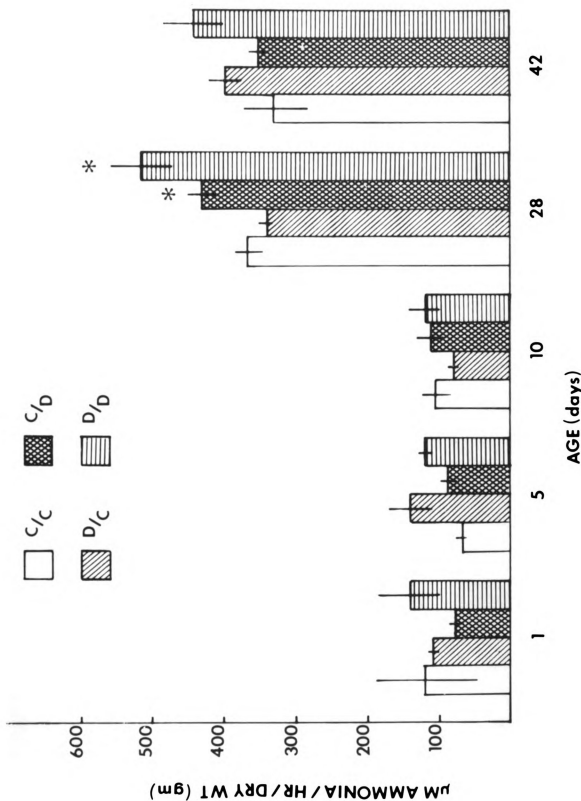 C/C
C/D
D/C
D/D
μM AMMONIA / HR / DRY WT (gm)
600
500
400
300
200
100
*
*
1
5
10
28
42
AGE (days)